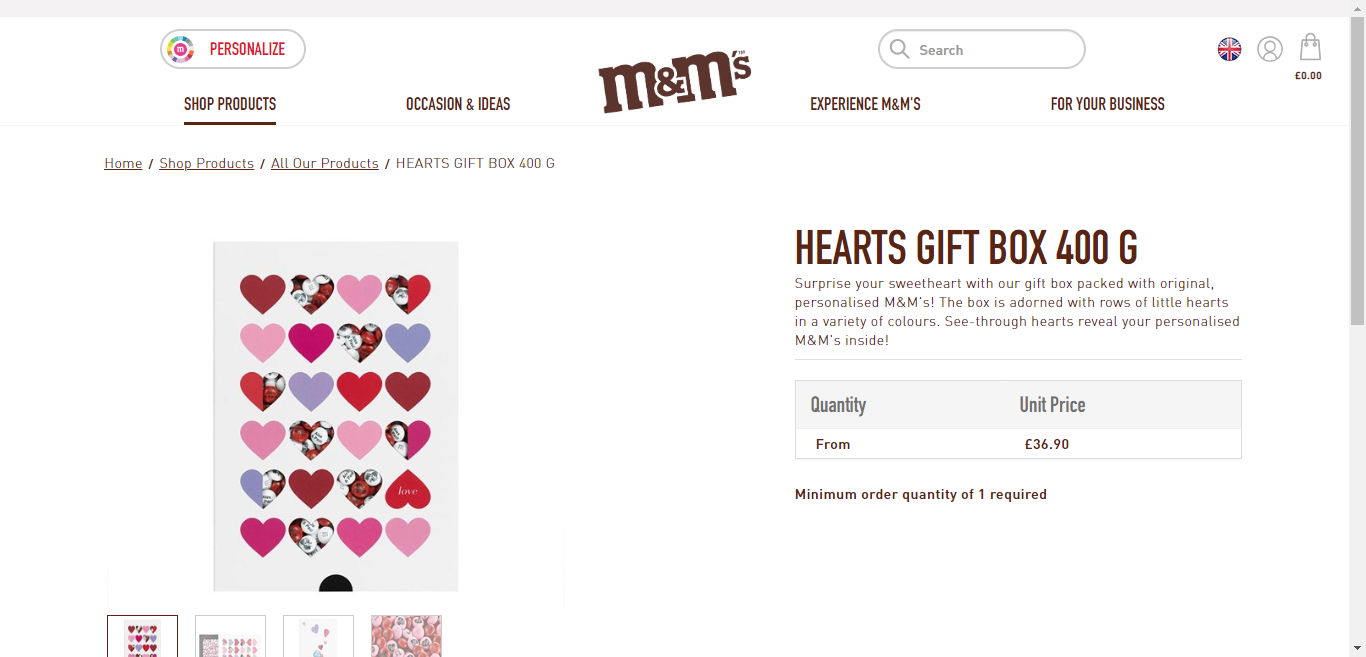 PERSONALIZE
m&m's™
Search
£0.00
SHOP PRODUCTS
OCCASION & IDEAS
EXPERIENCE M&M'S
FOR YOUR BUSINESS
Home / Shop Products / All Our Products / HEARTS GIFT BOX 400 G
HEARTS GIFT BOX 400 G
Surprise your sweetheart with our gift box packed with original,
personalised M&M's! The box is adorned with rows of little hearts
in a variety of colours. See-through hearts reveal your personalised
M&M's inside!
Quantity Unit Price
From £36.90
Minimum order quantity of 1 required
love